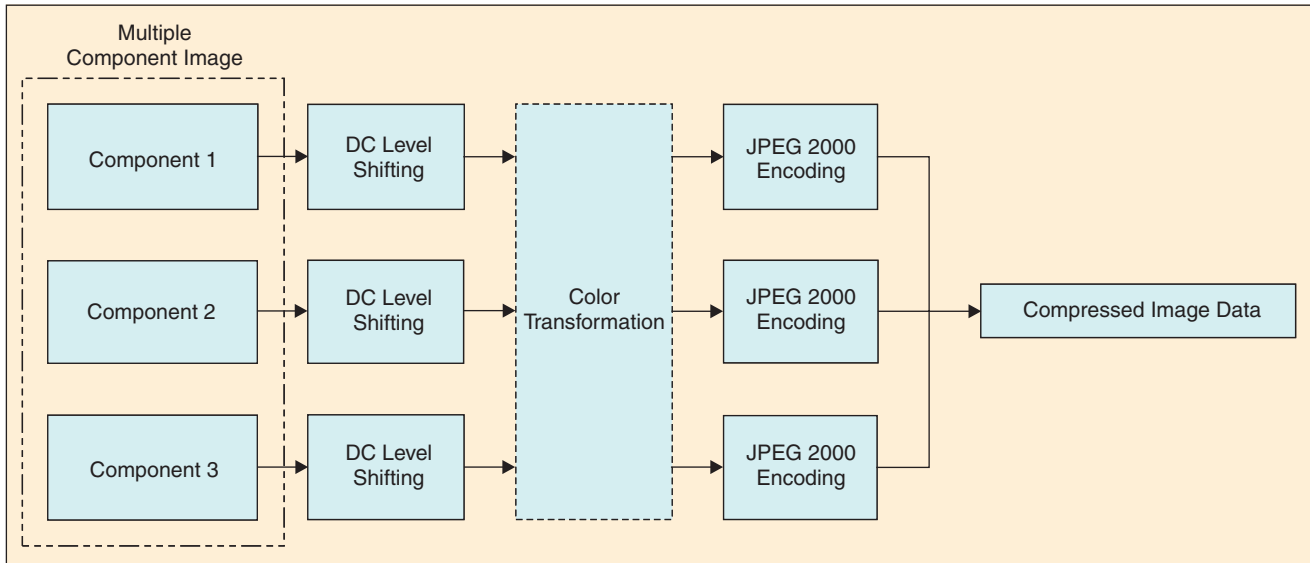 Multiple
Component Image
Component 1
DC Level
Shifting
JPEG 2000
Encoding
Component 2
DC Level
Shifting
Color
Transformation
JPEG 2000
Encoding
Compressed Image Data
Component 3
DC Level
Shifting
JPEG 2000
Encoding